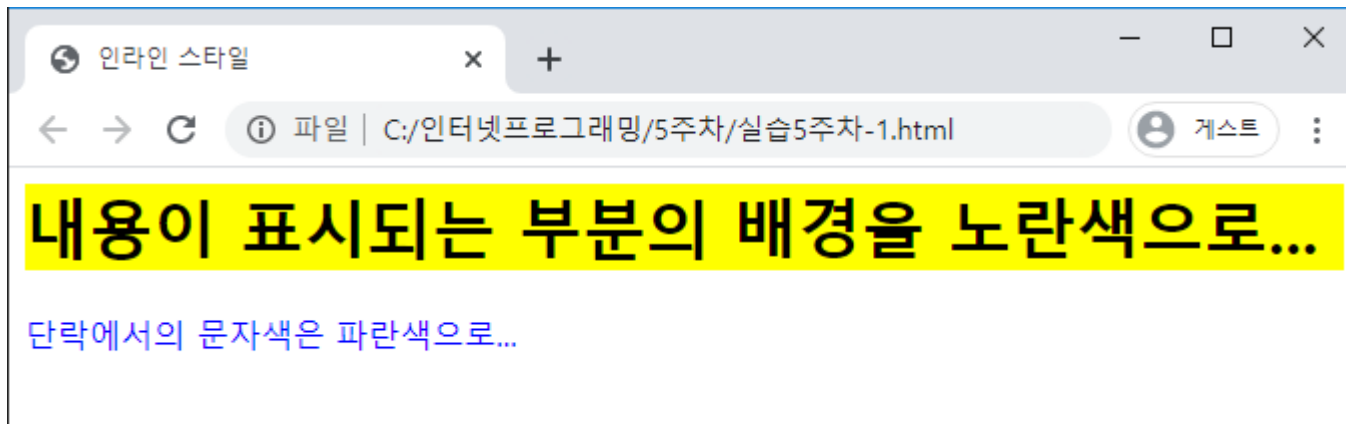 인라인 스타일
파일 | C:/인터넷프로그래밍/5주차/실습5주차-1.html 게스트
내용이 표시되는 부분의 배경을 노란색으로...
단락에서의 문자색은 파란색으로...